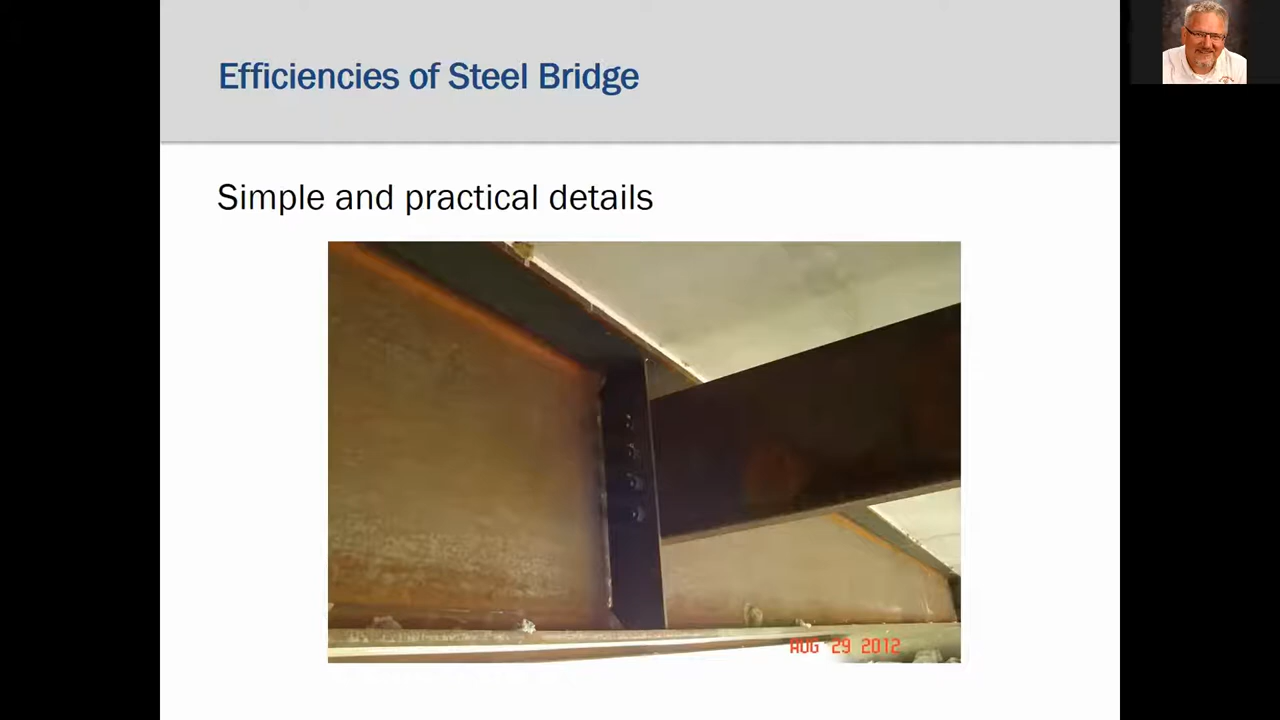 Efficiencies of Steel Bridge
Simple and practical details
AUG 29 2012